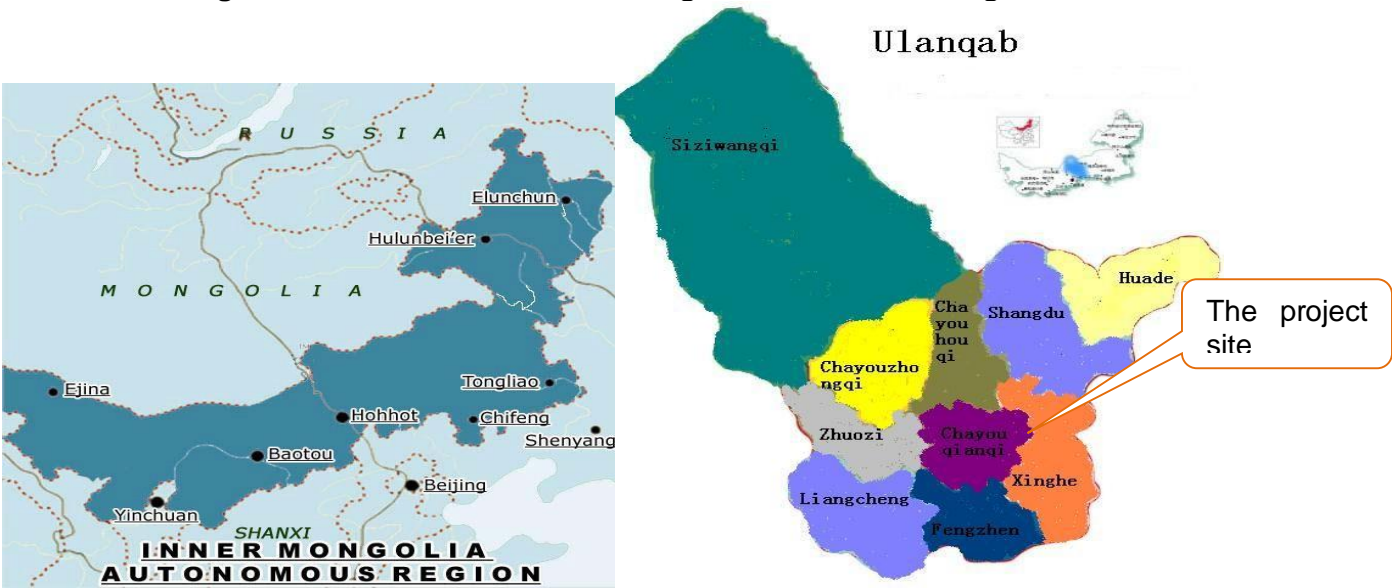 RUSSIA
Elunchun
Hulunbei'er
MONGOLIA
Ejina
Tongliao
Hohhot
Chifeng
Shenyang
Baotou
Beijing
Yinchuan
SHANXI
INNER MONGOLIA
AUTONOMOUS REGION
Ulanqab
Siziwangqi
Huade
Cha
you
hou
qi
Shangdu
The project
site
Chayouzho
ngqi
Zhuozi
Chayou
qianqi
Xinghe
Liangcheng
Fengzhen